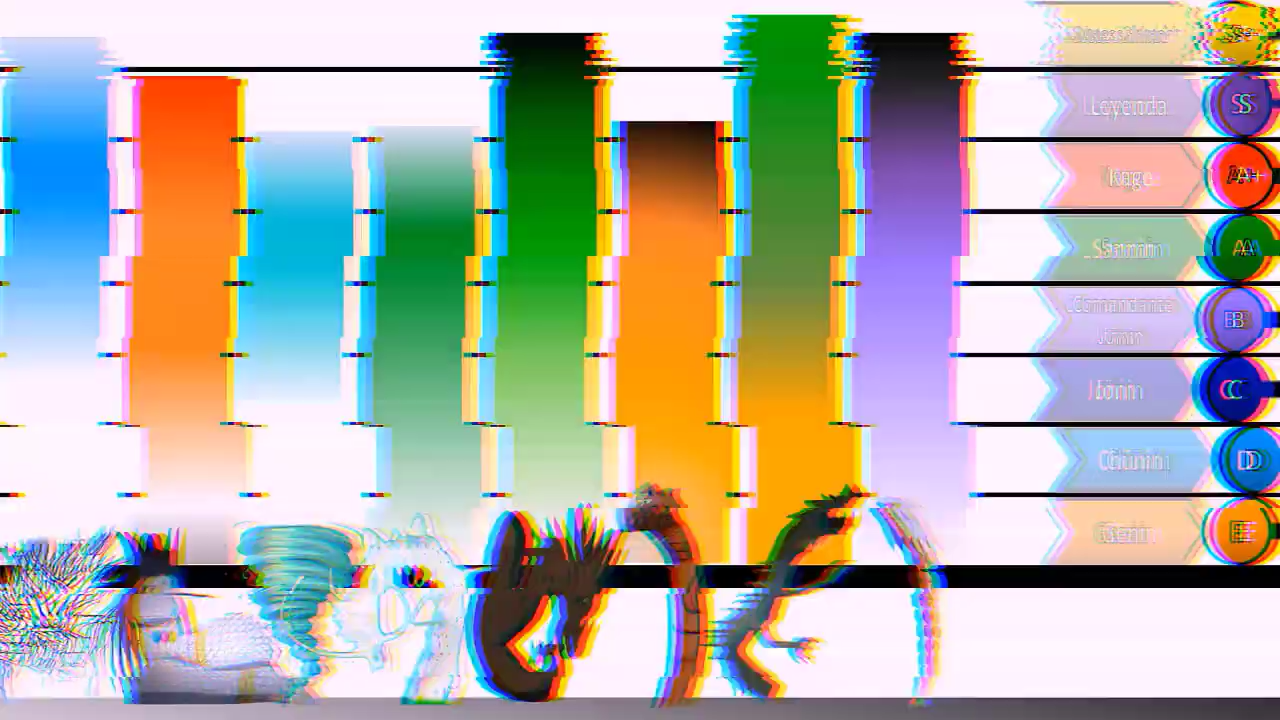 Leyenda
SS
Kage
A+
Sannin
A
Comandante
Jōnin
B
Jōnin
C
Chūnin
D
Genin
E